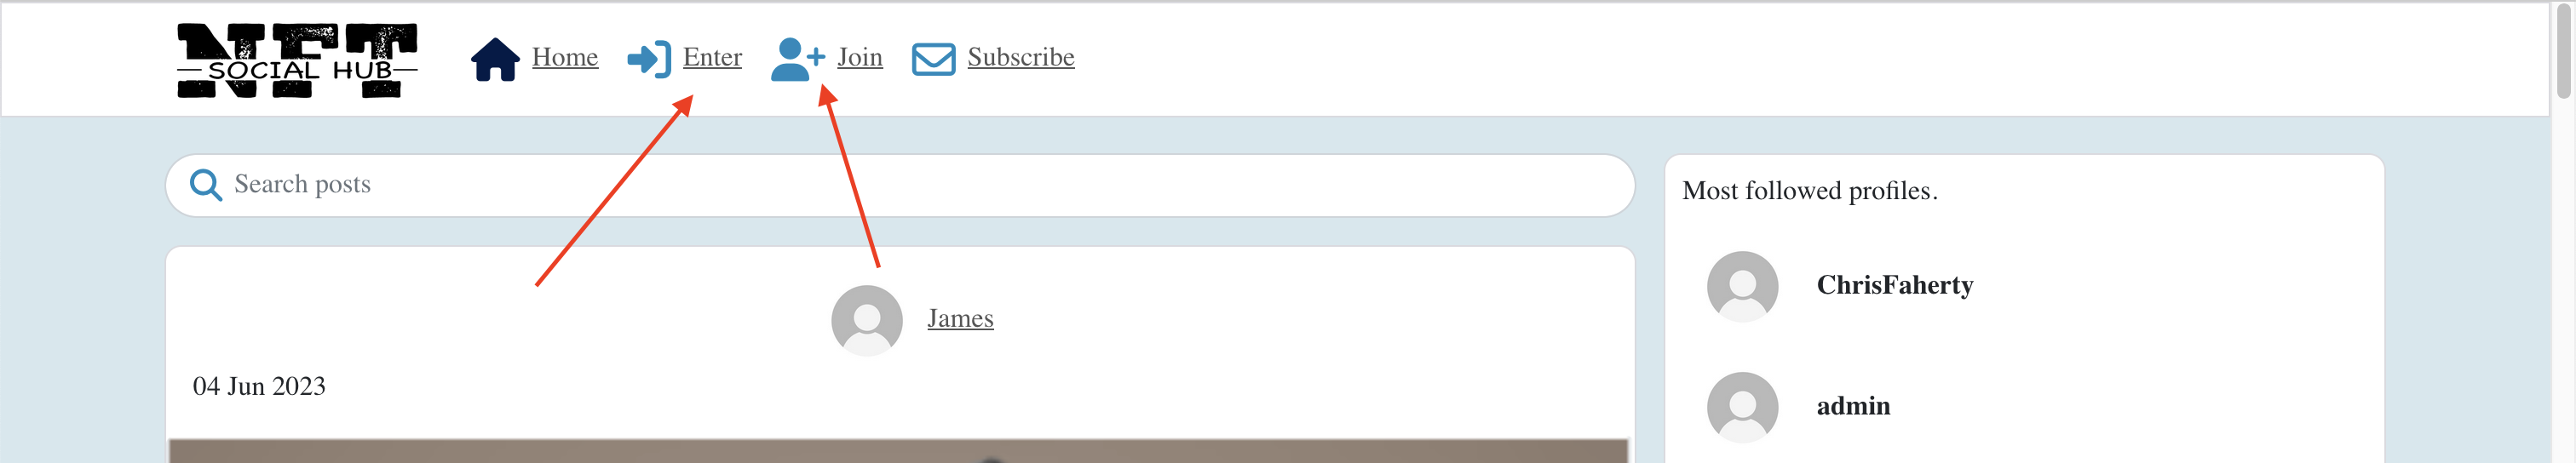 NFT
SOCIAL HUB
Home Enter Join Subscribe
Search posts
Most followed profiles.
ChrisFaherty
James
04 Jun 2023
admin